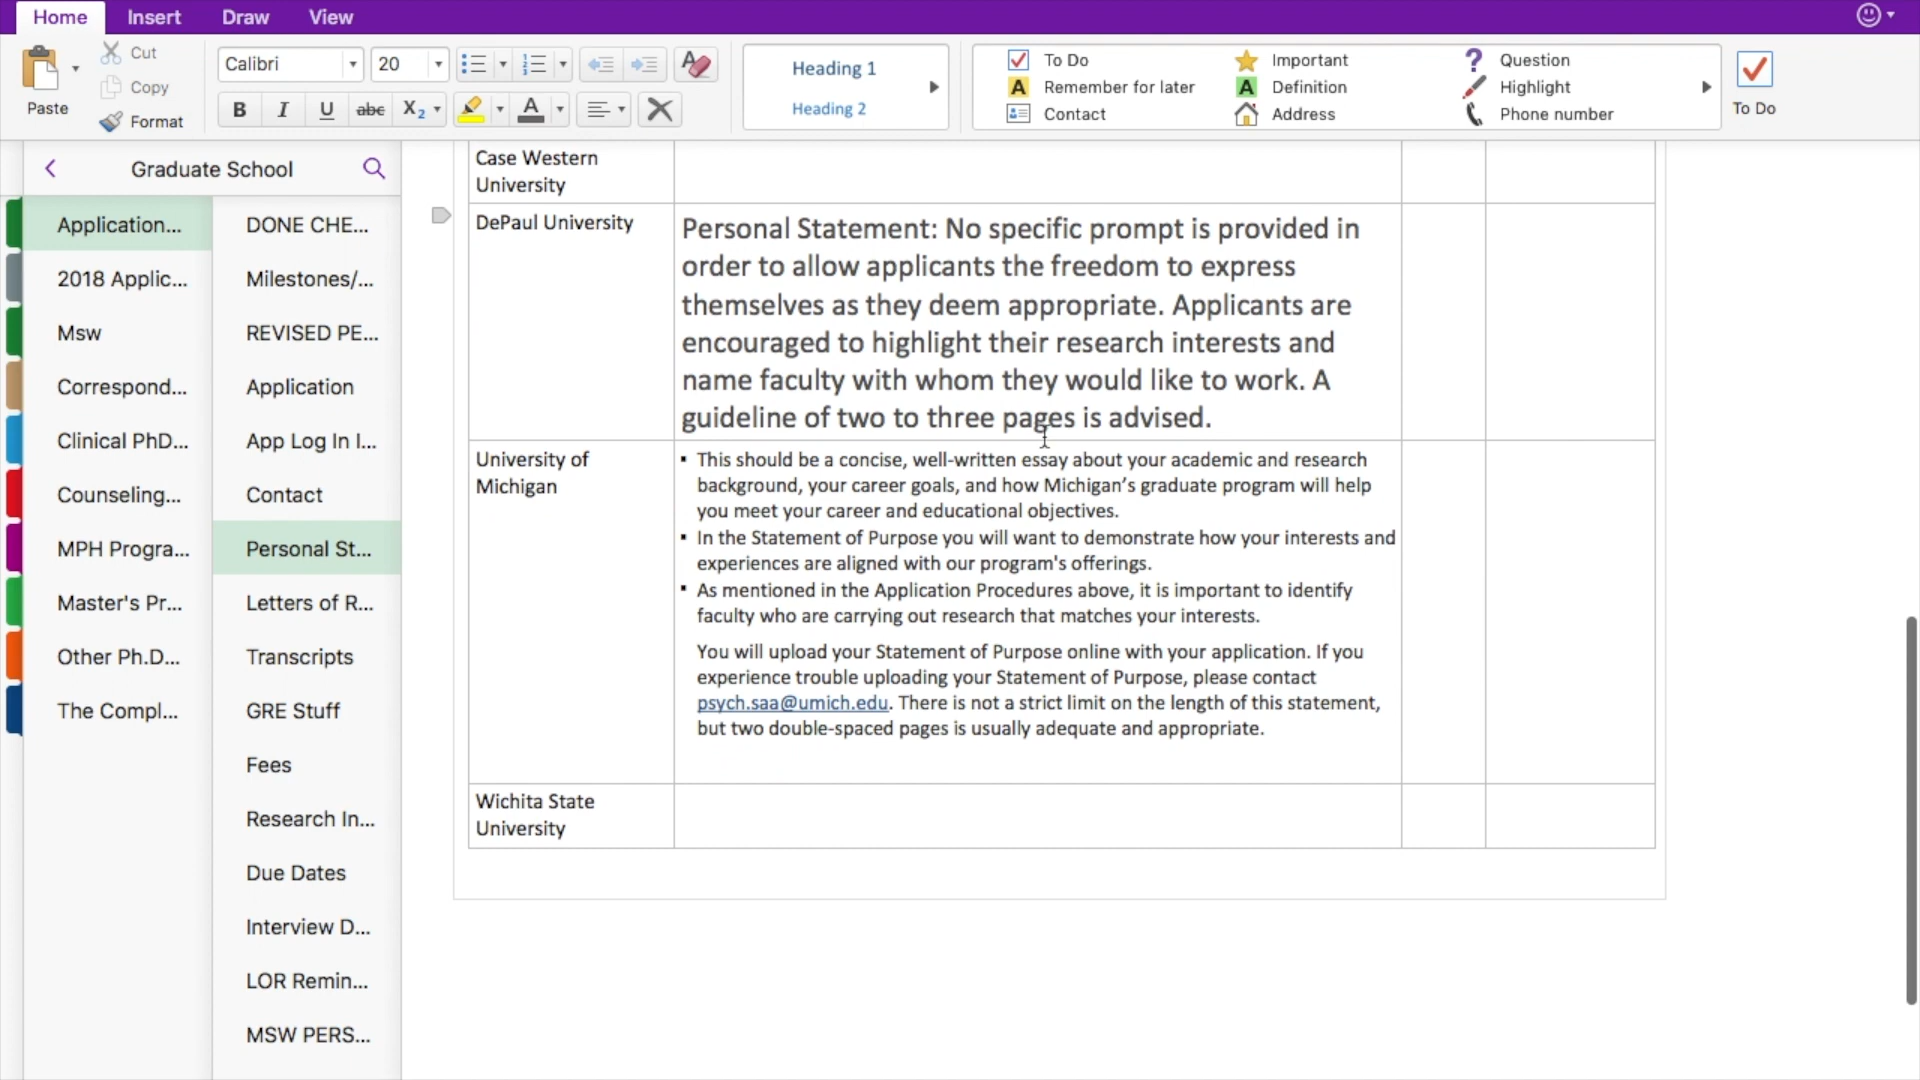 Home Insert Draw View
Cut
Copy
Format
Paste
Calibri 20
B I U abc X2 A
Heading 1
Heading 2
To Do
Remember for later
Contact
Important
Definition
Address
Question
Highlight
Phone number
To Do
Graduate School
Application...
2018 Applic...
Msw
Correspond...
Clinical PhD...
Counseling...
MPH Progra...
Master's Pr...
Other Ph.D...
The Compl...
DONE CHE...
Milestones/...
REVISED PE...
Application
App Log In I...
Contact
Personal St...
Letters of R...
Transcripts
GRE Stuff
Fees
Research In...
Due Dates
Interview D...
LOR Remin...
MSW PERS...
Case Western
University
DePaul University
Personal Statement: No specific prompt is provided in
order to allow applicants the freedom to express
themselves as they deem appropriate. Applicants are
encouraged to highlight their research interests and
name faculty with whom they would like to work. A
guideline of two to three pages is advised.
University of
Michigan
▪ This should be a concise, well-written essay about your academic and research
background, your career goals, and how Michigan’s graduate program will help
you meet your career and educational objectives.
▪ In the Statement of Purpose you will want to demonstrate how your interests and
experiences are aligned with our program's offerings.
▪ As mentioned in the Application Procedures above, it is important to identify
faculty who are carrying out research that matches your interests.
You will upload your Statement of Purpose online with your application. If you
experience trouble uploading your Statement of Purpose, please contact
psych.saa@umich.edu. There is not a strict limit on the length of this statement,
but two double-spaced pages is usually adequate and appropriate.
Wichita State
University